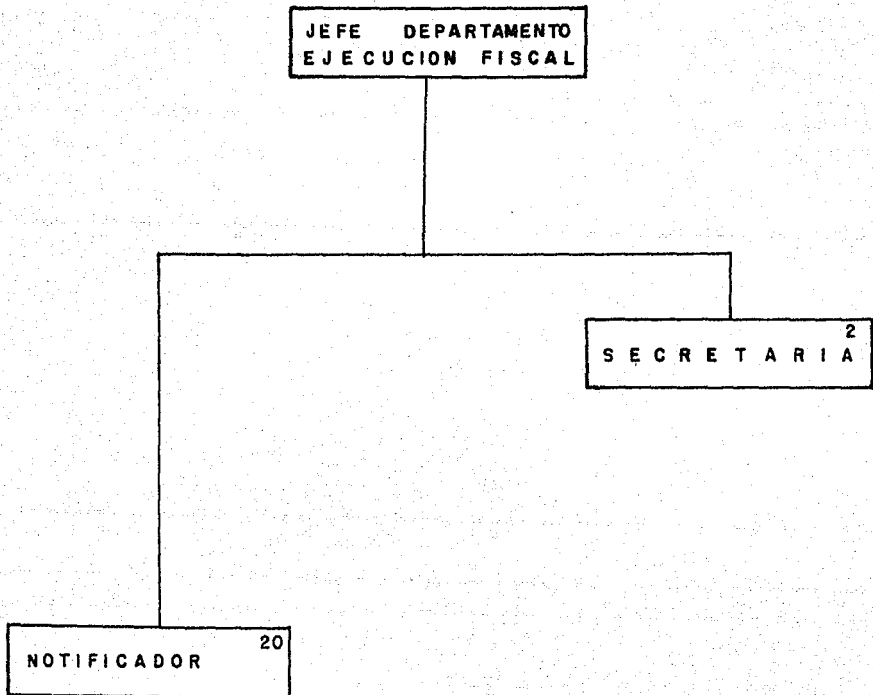 JEFE DEPARTAMENTO
EJECUCION FISCAL
2
SECRETARIA
20
NOTIFICADOR